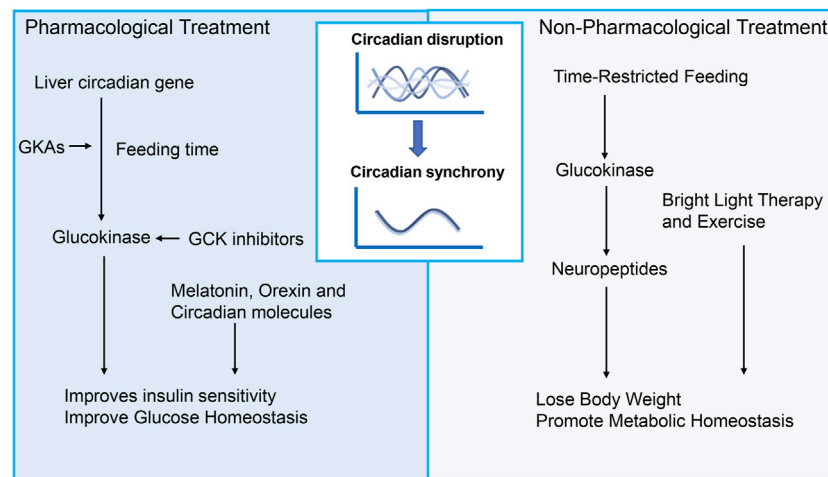 Pharmacological Treatment
Liver circadian gene
GKAs
Feeding time
Glucokinase
GCK inhibitors
Melatonin, Orexin and
Circadian molecules
Improves insulin sensitivity
Improve Glucose Homeostasis
Circadian disruption
Circadian synchrony
Non-Pharmacological Treatment
Time-Restricted Feeding
Glucokinase
Bright Light Therapy
and Exercise
Neuropeptides
Lose Body Weight
Promote Metabolic Homeostasis